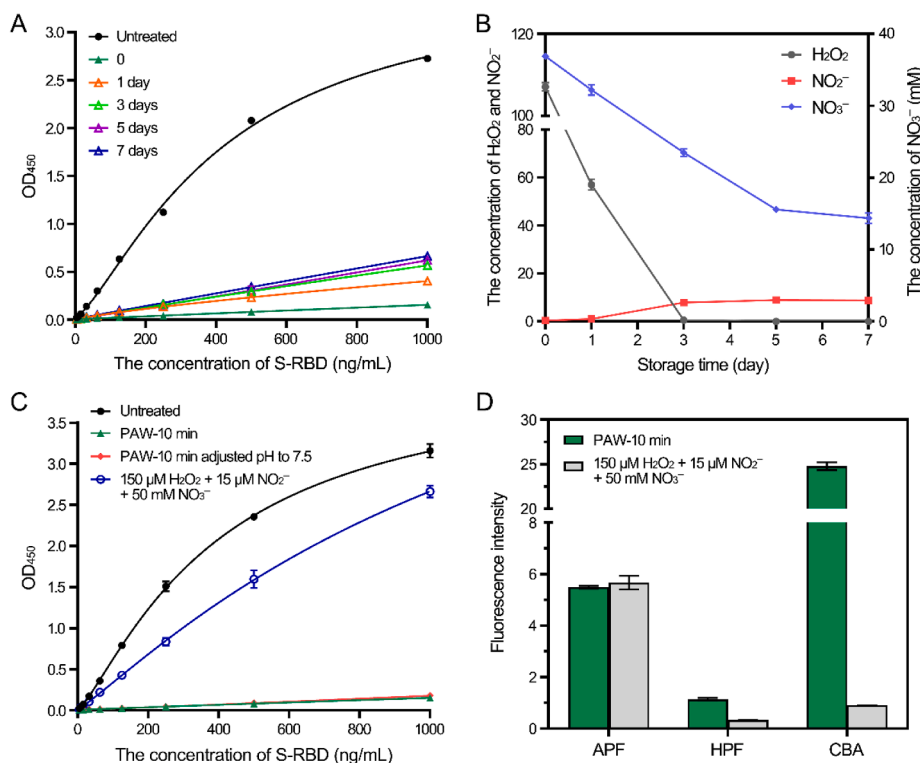 A
Untreated
0
1 day
3 days
5 days
7 days
OD₄₅₀
3.0
2.5
2.0
1.5
1.0
0.5
0.0
0 200 400 600 800 1000
The concentration of S-RBD (ng/mL)
B
H₂O₂
NO₂⁻
NO₃⁻
The concentration of H₂O₂ and NO₂⁻
120
100
80
60
40
20
0
40
30
20
10
0
The concentration of NO₃⁻ (mM)
0 1 2 3 4 5 6 7
Storage time (day)
C
Untreated
PAW-10 min
PAW-10 min adjusted pH to 7.5
150 μM H₂O₂ + 15 μM NO₂⁻
+ 50 mM NO₃⁻
OD₄₅₀
3.5
3.0
2.5
2.0
1.5
1.0
0.5
0.0
0 200 400 600 800 1000
The concentration of S-RBD (ng/mL)
D
PAW-10 min
150 μM H₂O₂ + 15 μM NO₂⁻
+ 50 mM NO₃⁻
Fluorescence intensity
30
25
20
8
6
4
2
0
APF HPF CBA